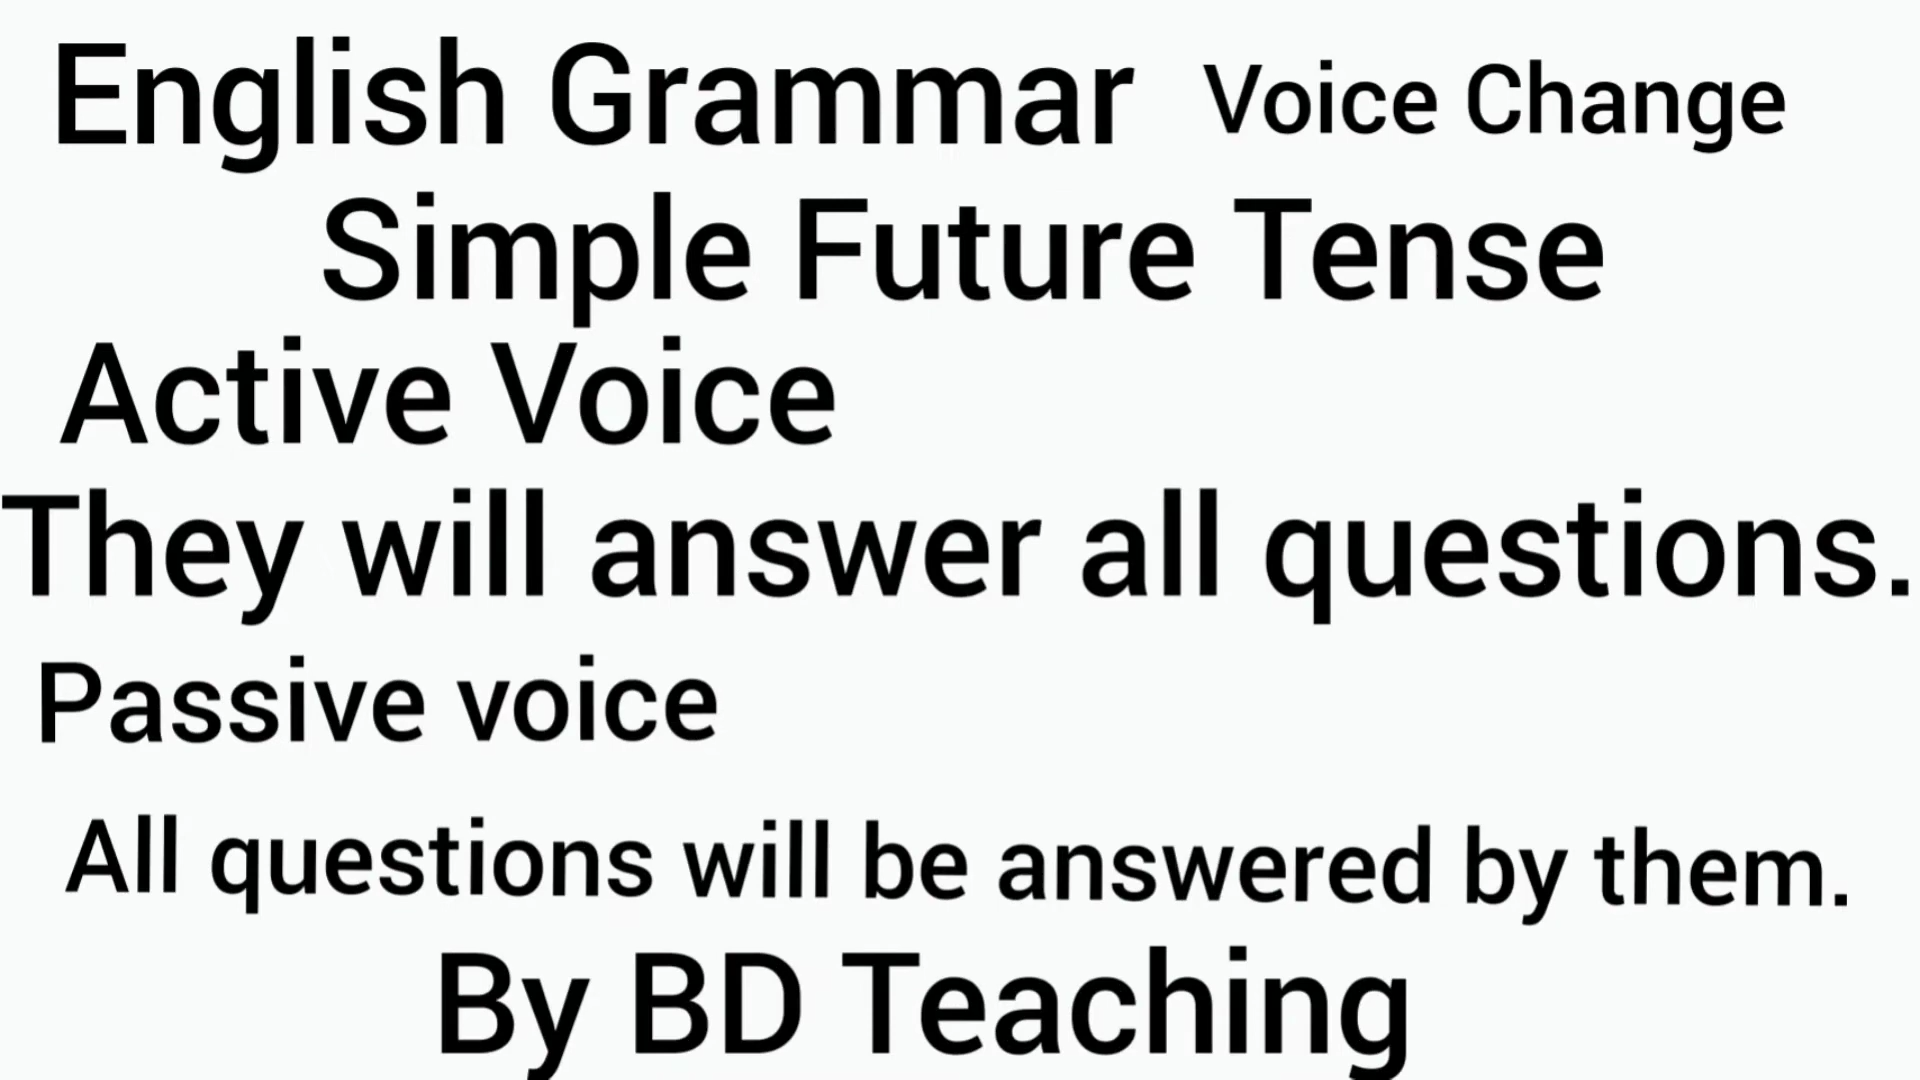 English Grammar Voice Change
Simple Future Tense
Active Voice
They will answer all questions.
Passive voice
All questions will be answered by them.
By BD Teaching